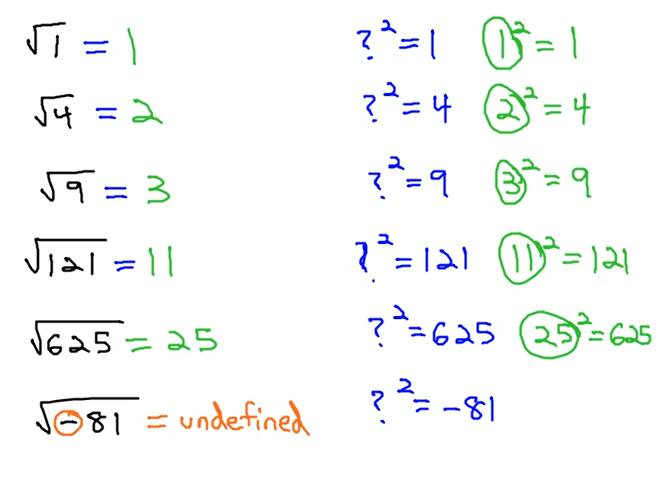 √1 = 1 ?² = 1 1² = 1
√4 = 2 ?² = 4 2² = 4
√9 = 3 ?² = 9 3² = 9
√121 = 11 ?² = 121 11² = 121
√625 = 25 ?² = 625 25² = 625
√-81 = undefined ?² = -81